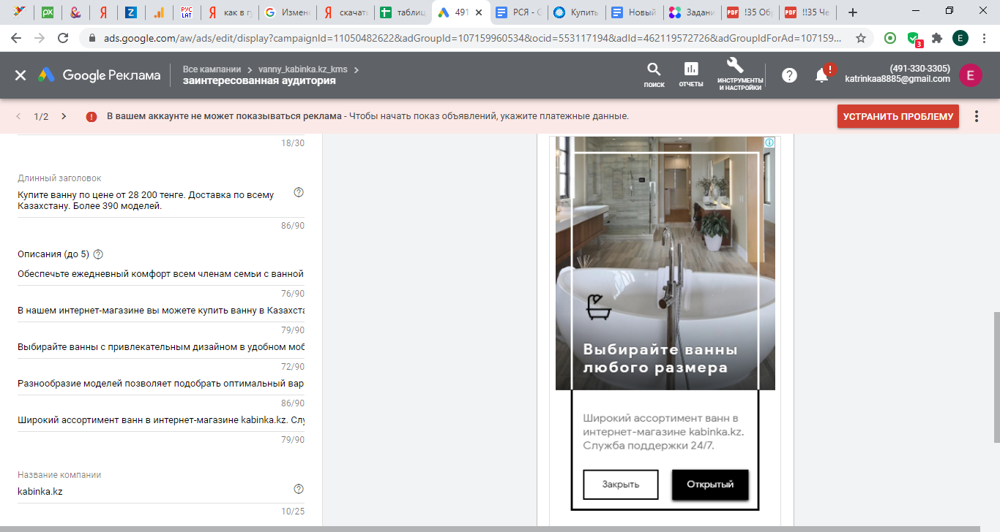 РУС
LAT
как в гу
Измене
скачать
таблиц
491
РСЯ - G
Купить
Новый
Задани
!35 Обр
!!35 Че
ads.google.com/aw/ads/edit/display?campaignId=11050482622&adGroupId=107159960534&ocid=553117194&adId=462119572726&adGroupIdForAd=107159...
3
E
Google Реклама
Все кампании > vanny_kabinka.kz_kms >
заинтересованная аудитория
ПОИСК
ОТЧЕТЫ
ИНСТРУМЕНТЫ
И НАСТРОЙКИ
(491-330-3305)
katrinkaa8885@gmail.com
E
1/2
В вашем аккаунте не может показываться реклама - Чтобы начать показ объявлений, укажите платежные данные.
УСТРАНИТЬ ПРОБЛЕМУ
18/30
Длинный заголовок
Купите ванну по цене от 28 200 тенге. Доставка по всему
Казахстану. Более 390 моделей.
86/90
Описания (до 5)
Обеспечьте ежедневный комфорт всем членам семьи с ванной
76/90
В нашем интернет-магазине вы можете купить ванну в Казахста
79/90
Выбирайте ванны с привлекательным дизайном в удобном моб
72/90
Разнообразие моделей позволяет подобрать оптимальный вар
86/90
Широкий ассортимент ванн в интернет-магазине kabinka.kz. Слу
79/90
Название компании
kabinka.kz
10/25
Выбирайте ванны
любого размера
Широкий ассортимент ванн в
интернет-магазине kabinka.kz.
Служба поддержки 24/7.
Закрыть
Открытый